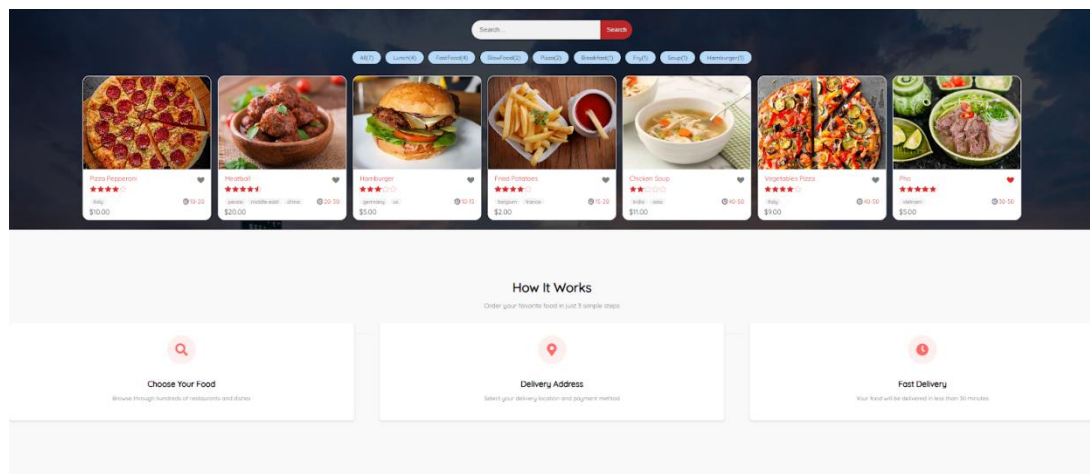 Search...
Search
All(7)
Lunch(4)
FastFood(4)
SlowFood(2)
Pizza(2)
Breakfast(1)
Fry(1)
Soup(1)
Hamburger(1)
Pizza Pepperoni
italy
10-20
$10.00
Meatball
persia middle east china
20-30
$20.00
Hamburger
germany us
10-15
$5.00
Fried Potatoes
belgium france
15-20
$2.00
Chicken Soup
india asia
40-50
$11.00
Vegetables Pizza
italy
40-50
$9.00
Pho
vietnam
$5.00
How It Works
Order your favorite food in just 3 simple steps
Choose Your Food
Browse through hundreds of restaurants and dishes
Delivery Address
Select your delivery location and payment method
Fast Delivery
Your food will be delivered in less than 30 minutes